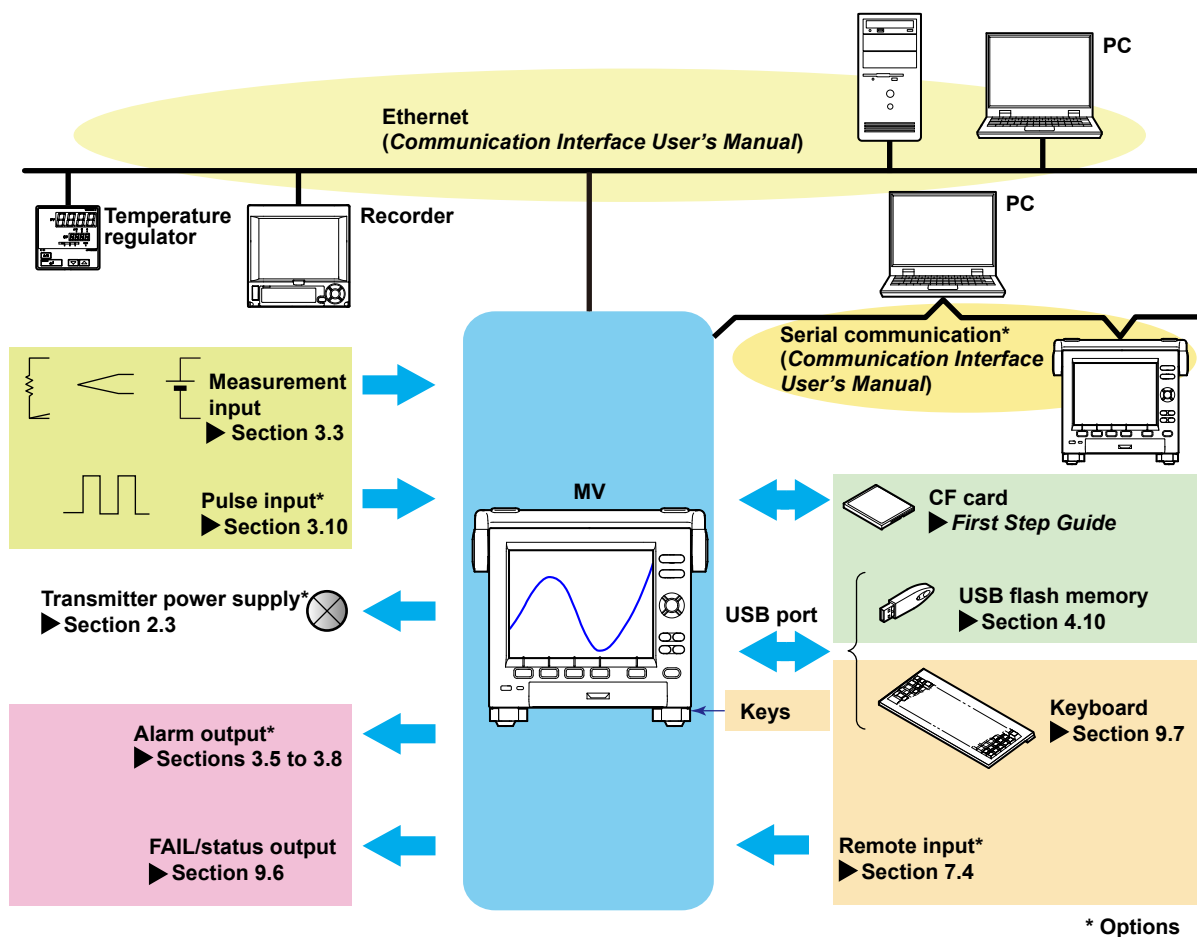 PC
Ethernet
(Communication Interface User's Manual)
Temperature
regulator
Recorder
PC
Serial communication*
(Communication Interface
User's Manual)
Measurement
input
▶ Section 3.3
Pulse input*
▶ Section 3.10
MV
CF card
▶ First Step Guide
Transmitter power supply*
▶ Section 2.3
USB port
USB flash memory
▶ Section 4.10
Keys
Keyboard
▶ Section 9.7
Alarm output*
▶ Sections 3.5 to 3.8
FAIL/status output
▶ Section 9.6
Remote input*
▶ Section 7.4
* Options